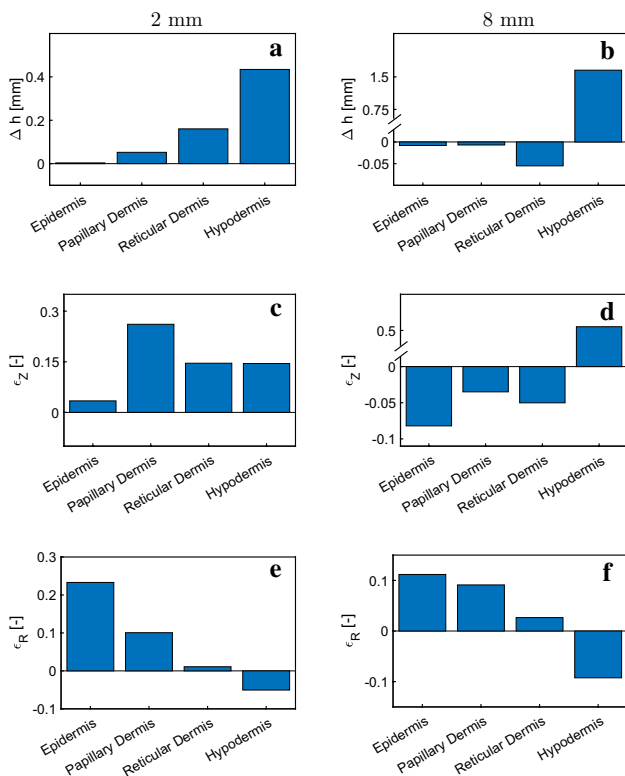 2 mm
8 mm
a
Δ h [mm]
0.4
0.2
0
Epidermis
Papillary Dermis
Reticular Dermis
Hypodermis
b
Δ h [mm]
1.5
0.75
0
-0.05
Epidermis
Papillary Dermis
Reticular Dermis
Hypodermis
c
ϵZ [-]
0.3
0.15
0
Epidermis
Papillary Dermis
Reticular Dermis
Hypodermis
d
ϵZ [-]
0.5
0
-0.05
-0.1
Epidermis
Papillary Dermis
Reticular Dermis
Hypodermis
e
ϵR [-]
0.3
0.2
0.1
0
-0.1
Epidermis
Papillary Dermis
Reticular Dermis
Hypodermis
f
ϵR [-]
0.1
0
-0.1
Epidermis
Papillary Dermis
Reticular Dermis
Hypodermis